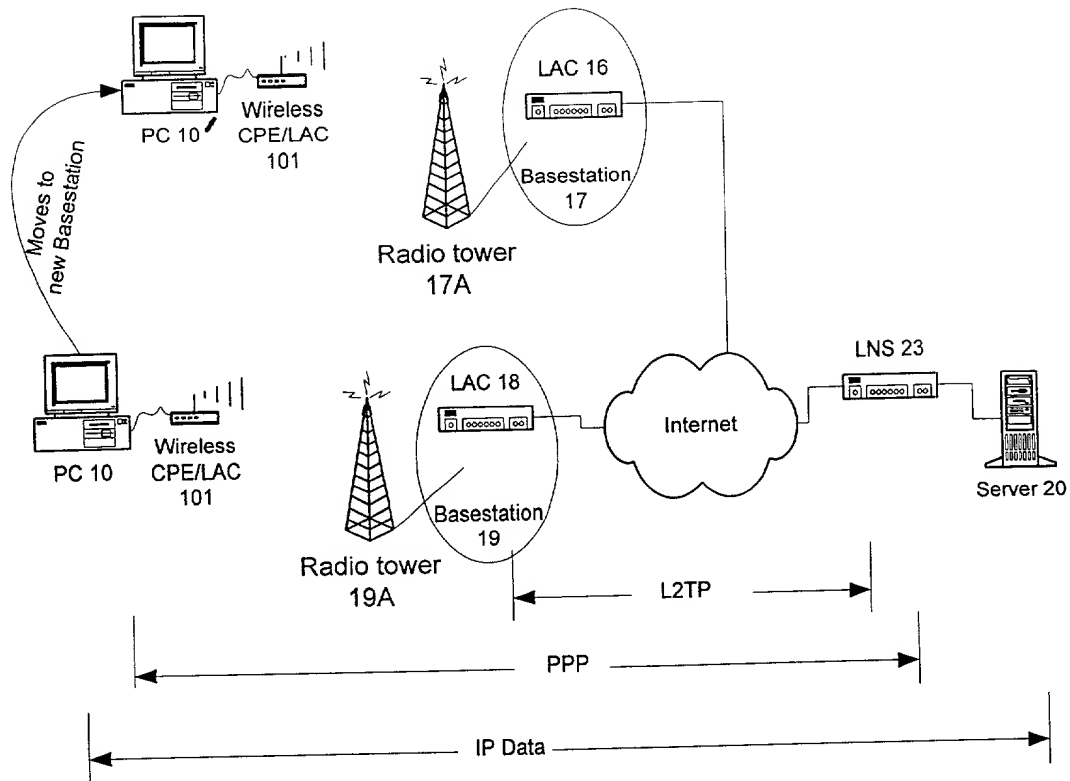 LAC 16
Wireless
CPE/LAC
101
PC 10
Basestation
17
Moves to
new Basestation
Radio tower
17A
LNS 23
LAC 18
Internet
Wireless
CPE/LAC
101
PC 10
Server 20
Basestation
19
Radio tower
19A
L2TP
PPP
IP Data